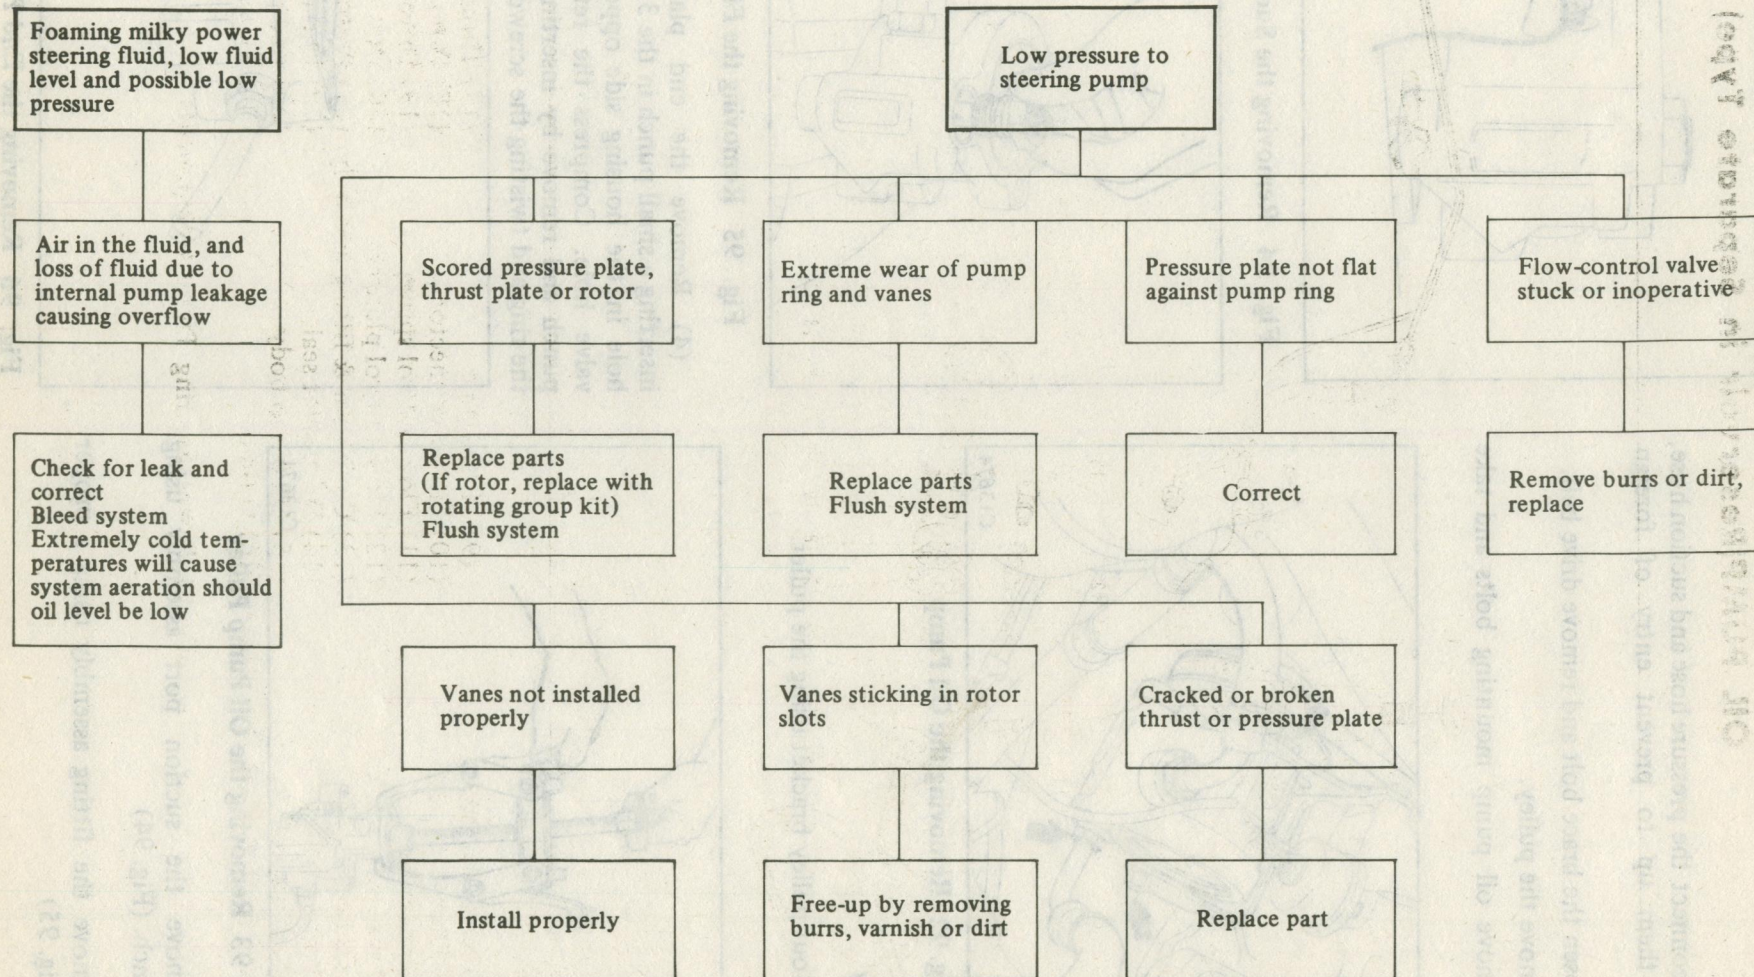 Foaming milky power
steering fluid, low fluid
level and possible low
pressure
Low pressure to
steering pump
Air in the fluid, and
loss of fluid due to
internal pump leakage
causing overflow
Scored pressure plate,
thrust plate or rotor
Extreme wear of pump
ring and vanes
Pressure plate not flat
against pump ring
Flow-control valve
stuck or inoperative
Check for leak and
correct
Bleed system
Extremely cold tem-
peratures will cause
system aeration should
oil level be low
Replace parts
(If rotor, replace with
rotating group kit)
Flush system
Replace parts
Flush system
Correct
Remove burrs or dirt,
replace
Vanes not installed
properly
Vanes sticking in rotor
slots
Cracked or broken
thrust or pressure plate
Install properly
Free-up by removing
burrs, varnish or dirt
Replace part